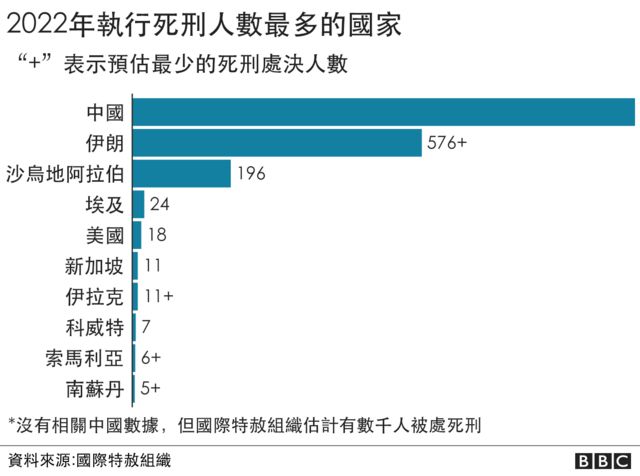 2022年執行死刑人數最多的國家
“+”表示預估最少的死刑處決人數
中國
伊朗 576+
沙烏地阿拉伯 196
埃及 24
美國 18
新加坡 11
伊拉克 11+
科威特 7
索馬利亞 6+
南蘇丹 5+
*沒有相關中國數據，但國際特赦組織估計有數千人被處死刑
資料來源:國際特赦組織
BBC